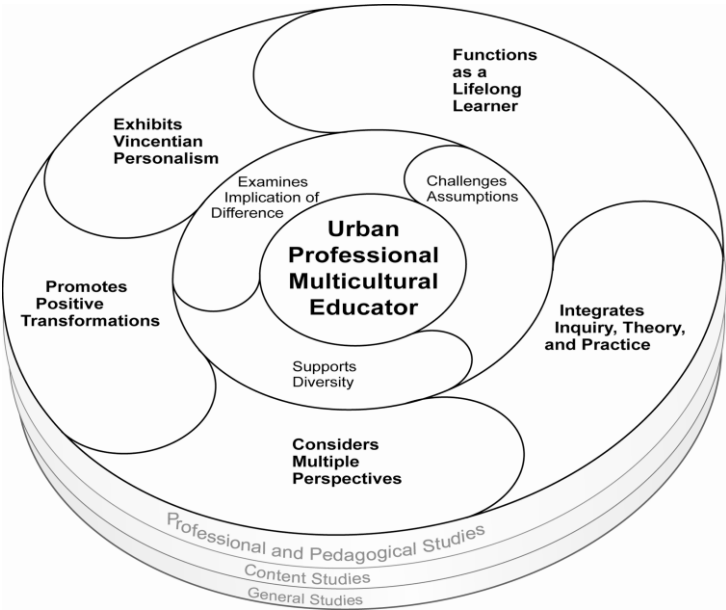 Functions
as a
Lifelong
Learner
Exhibits
Vincentian
Personalism
Examines
Implication of
Difference
Challenges
Assumptions
Urban
Professional
Multicultural
Educator
Promotes
Positive
Transformations
Integrates
Inquiry, Theory,
and Practice
Supports
Diversity
Considers
Multiple
Perspectives
Professional and Pedagogical Studies
Content Studies
General Studies